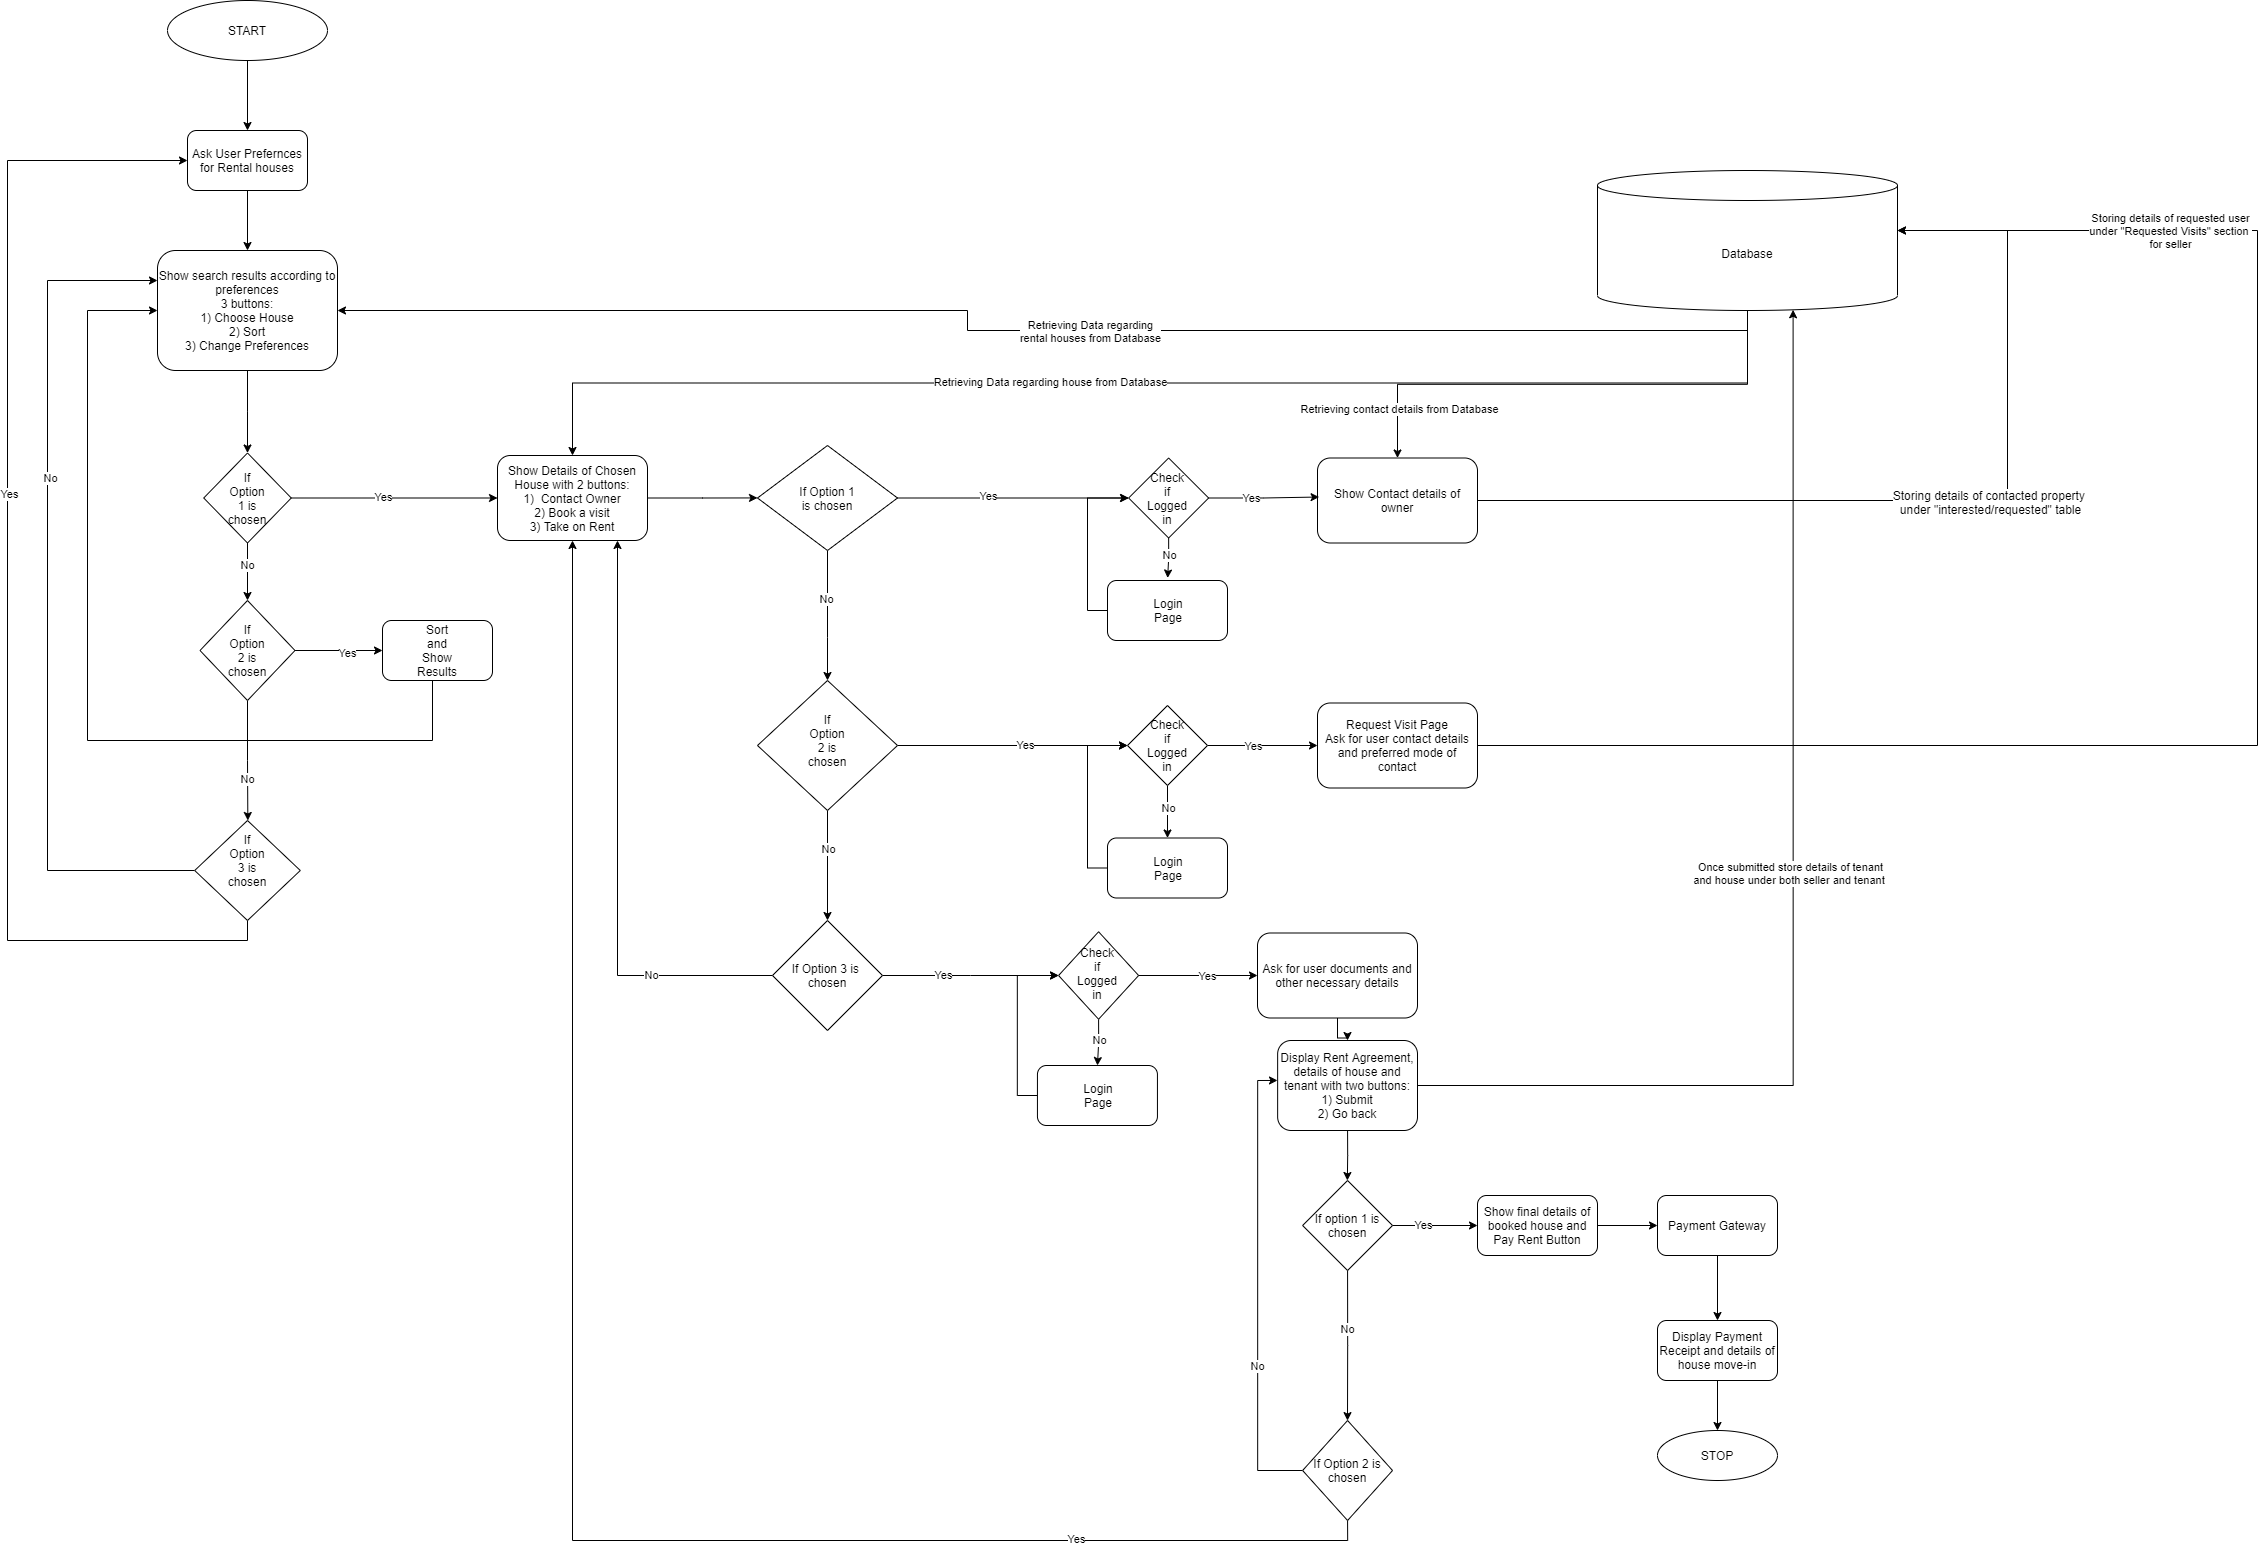 START
Ask User Prefernces
for Rental houses
Show search results according to
preferences
3 buttons:
1) Choose House
2) Sort
3) Change Preferences
Database
Storing details of requested user
under "Requested Visits" section
for seller
Retrieving Data regarding
rental houses from Database
Retrieving Data regarding house from Database
Retrieving contact details from Database
Yes
No
If
Option
1 is
chosen
Yes
No
If
Option
2 is
chosen
Yes
Sort
and
Show
Results
No
If
Option
3 is
chosen
Show Details of Chosen
House with 2 buttons:
1) Contact Owner
2) Book a visit
3) Take on Rent
If Option 1
is chosen
Yes
Check
if
Logged
in
Yes
Show Contact details of
owner
Storing details of contacted property
under "interested/requested" table
No
Login
Page
No
If
Option
2 is
chosen
Yes
Check
if
Logged
in
Yes
Request Visit Page
Ask for user contact details
and preferred mode of
contact
No
Login
Page
No
Once submitted store details of tenant
and house under both seller and tenant
No
If Option 3 is
chosen
Yes
Check
if
Logged
in
Yes
Ask for user documents and
other necessary details
No
Login
Page
Display Rent Agreement,
details of house and
tenant with two buttons:
1) Submit
2) Go back
If option 1 is
chosen
Yes
Show final details of
booked house and
Pay Rent Button
Payment Gateway
No
Display Payment
Receipt and details of
house move-in
No
If Option 2 is
chosen
STOP
Yes